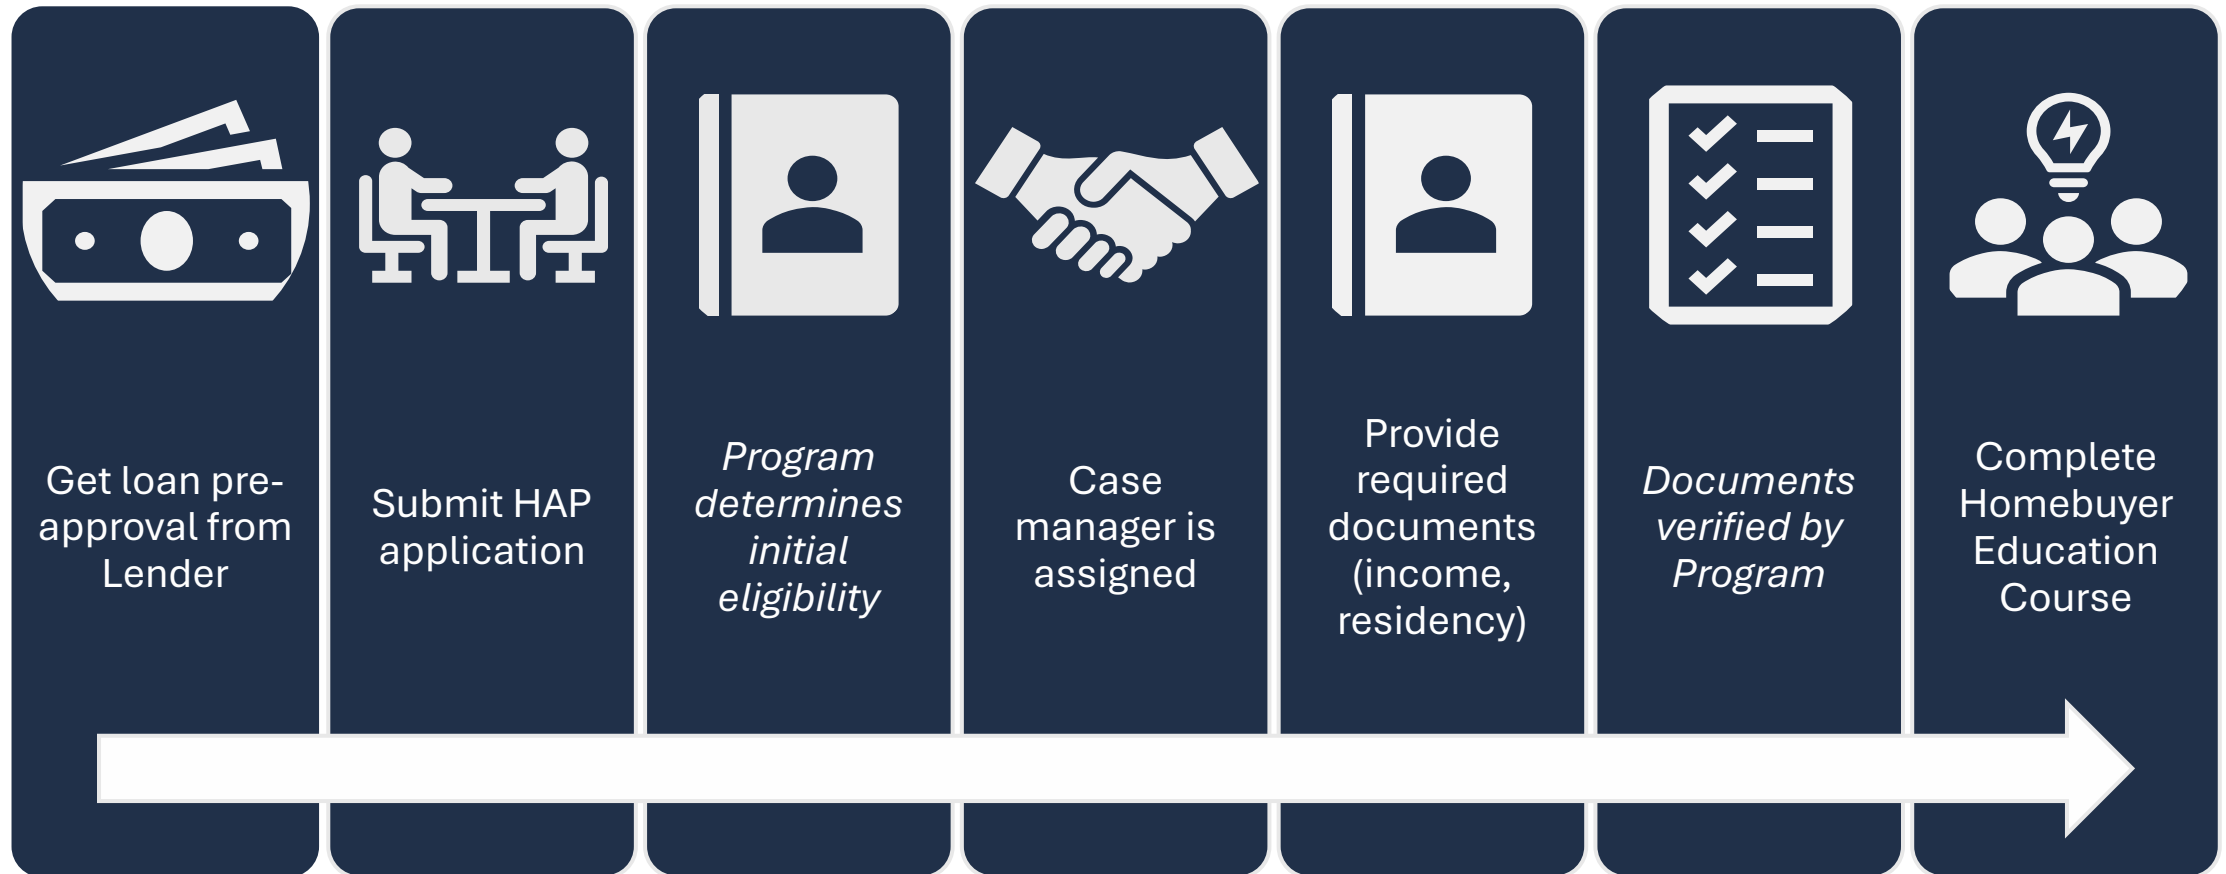 Get loan pre-
approval from
Lender
Submit HAP
application
Program
determines
initial
eligibility
Case
manager is
assigned
Provide
required
documents
(income,
residency)
Documents
verified by
Program
Complete
Homebuyer
Education
Course